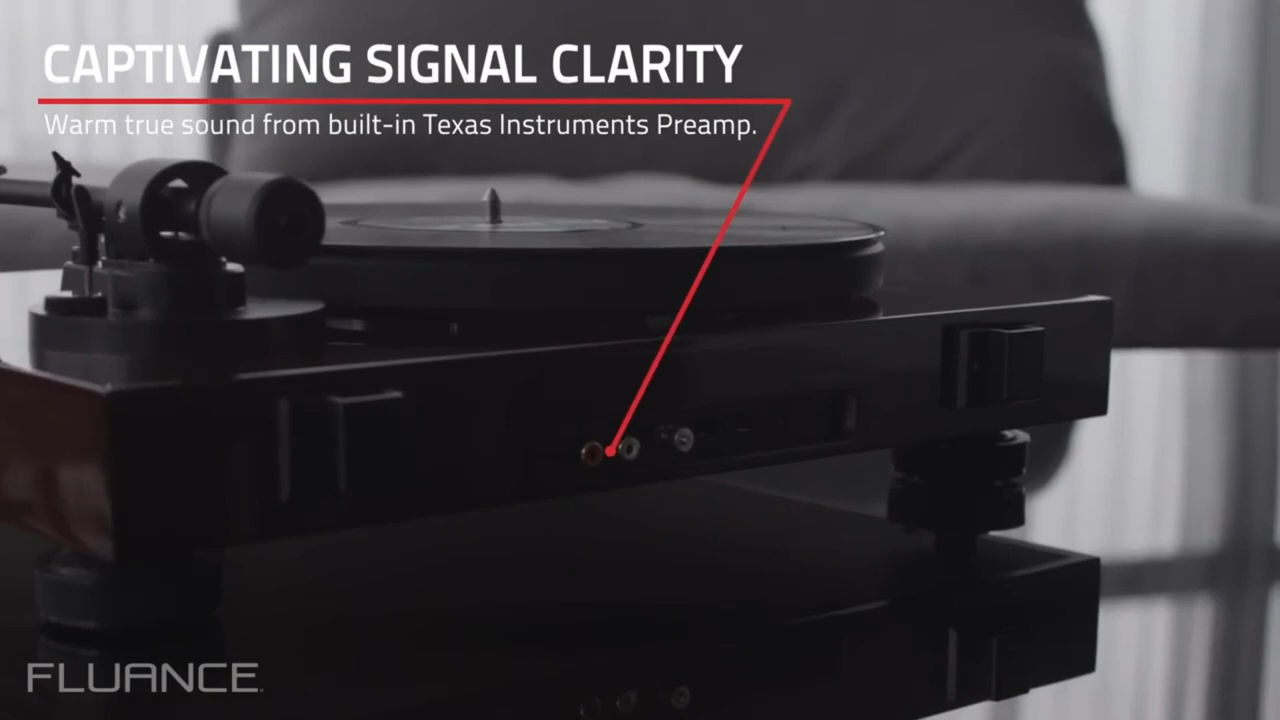 CAPTIVATING SIGNAL CLARITY
Warm true sound from built-in Texas Instruments Preamp.
FLUANCE